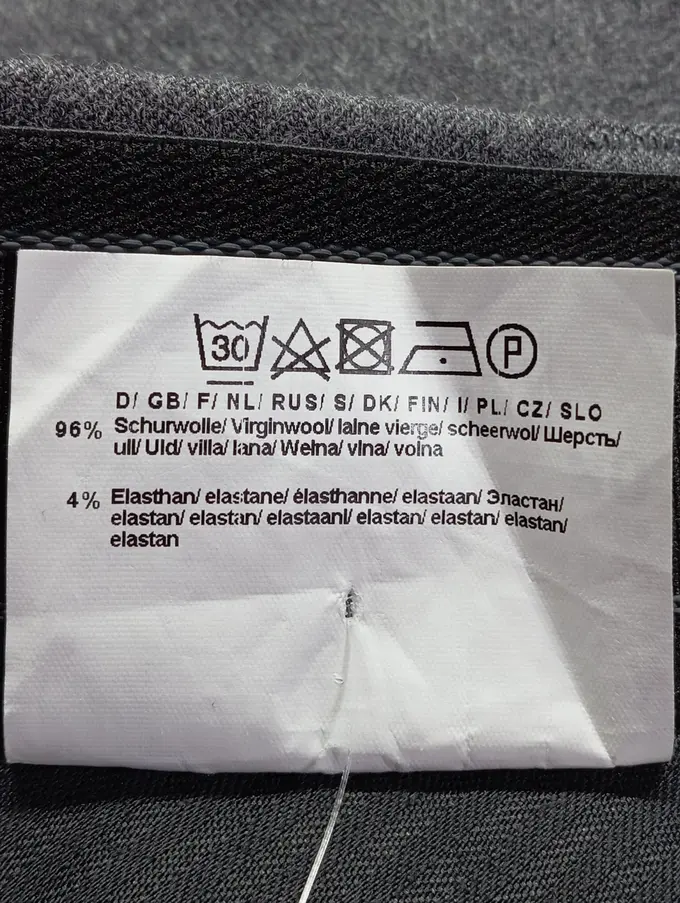 30 P
D/ GB/ F/ NL/ RUS/ S/ DK/ FIN/ I/ PL/ CZ/ SLO
96% Schurwolle/ Virginwool/ laine vierge/ scheerwol/ Шерсть/
ull/ Uld/ villa/ lana/ Wełna/ vlna/ volna
4% Elasthan/ elastane/ élasthanne/ elastaan/ Эластан/
elastan/ elastan/ elastaanI/ elastan/ elastan/ elastan/
elastan